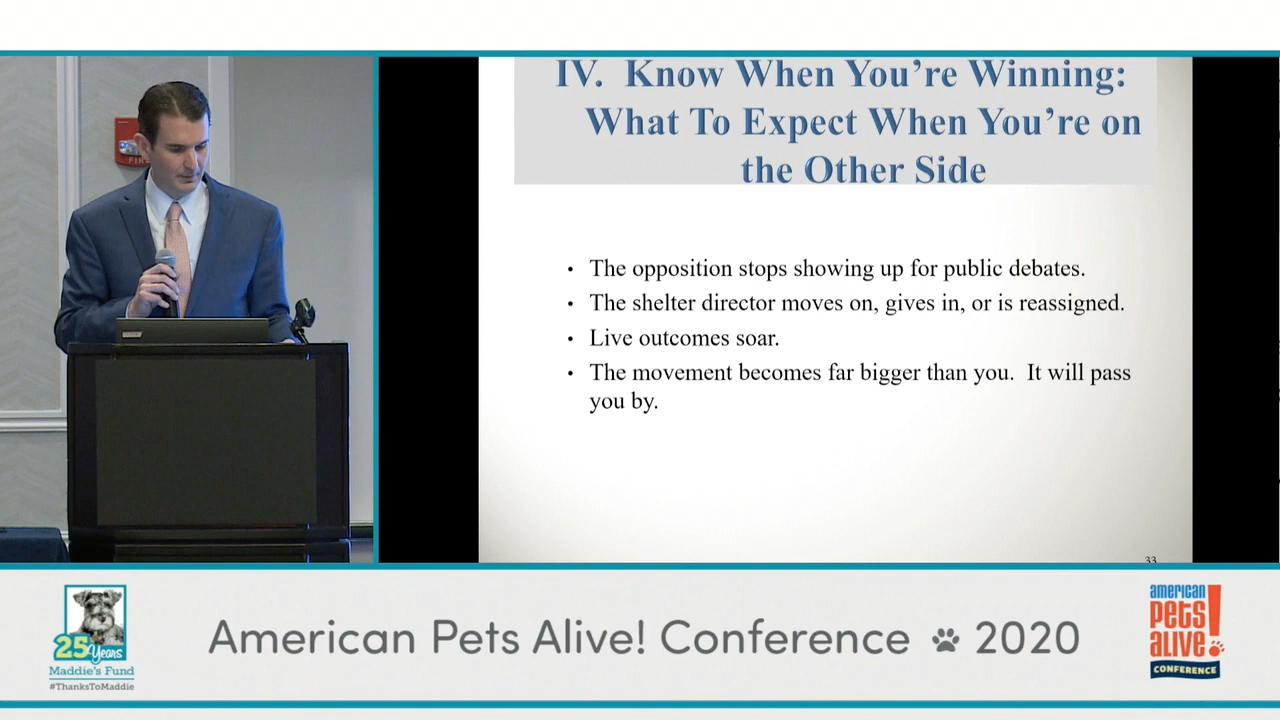 FIRE
IV. Know When You're Winning:
What To Expect When You're on
the Other Side
• The opposition stops showing up for public debates.
• The shelter director moves on, gives in, or is reassigned.
• Live outcomes soar.
• The movement becomes far bigger than you. It will pass
you by.
33
25 Years
Maddie's Fund
#ThanksToMaddie
American Pets Alive! Conference 2020
american
pets
alive!
CONFERENCE